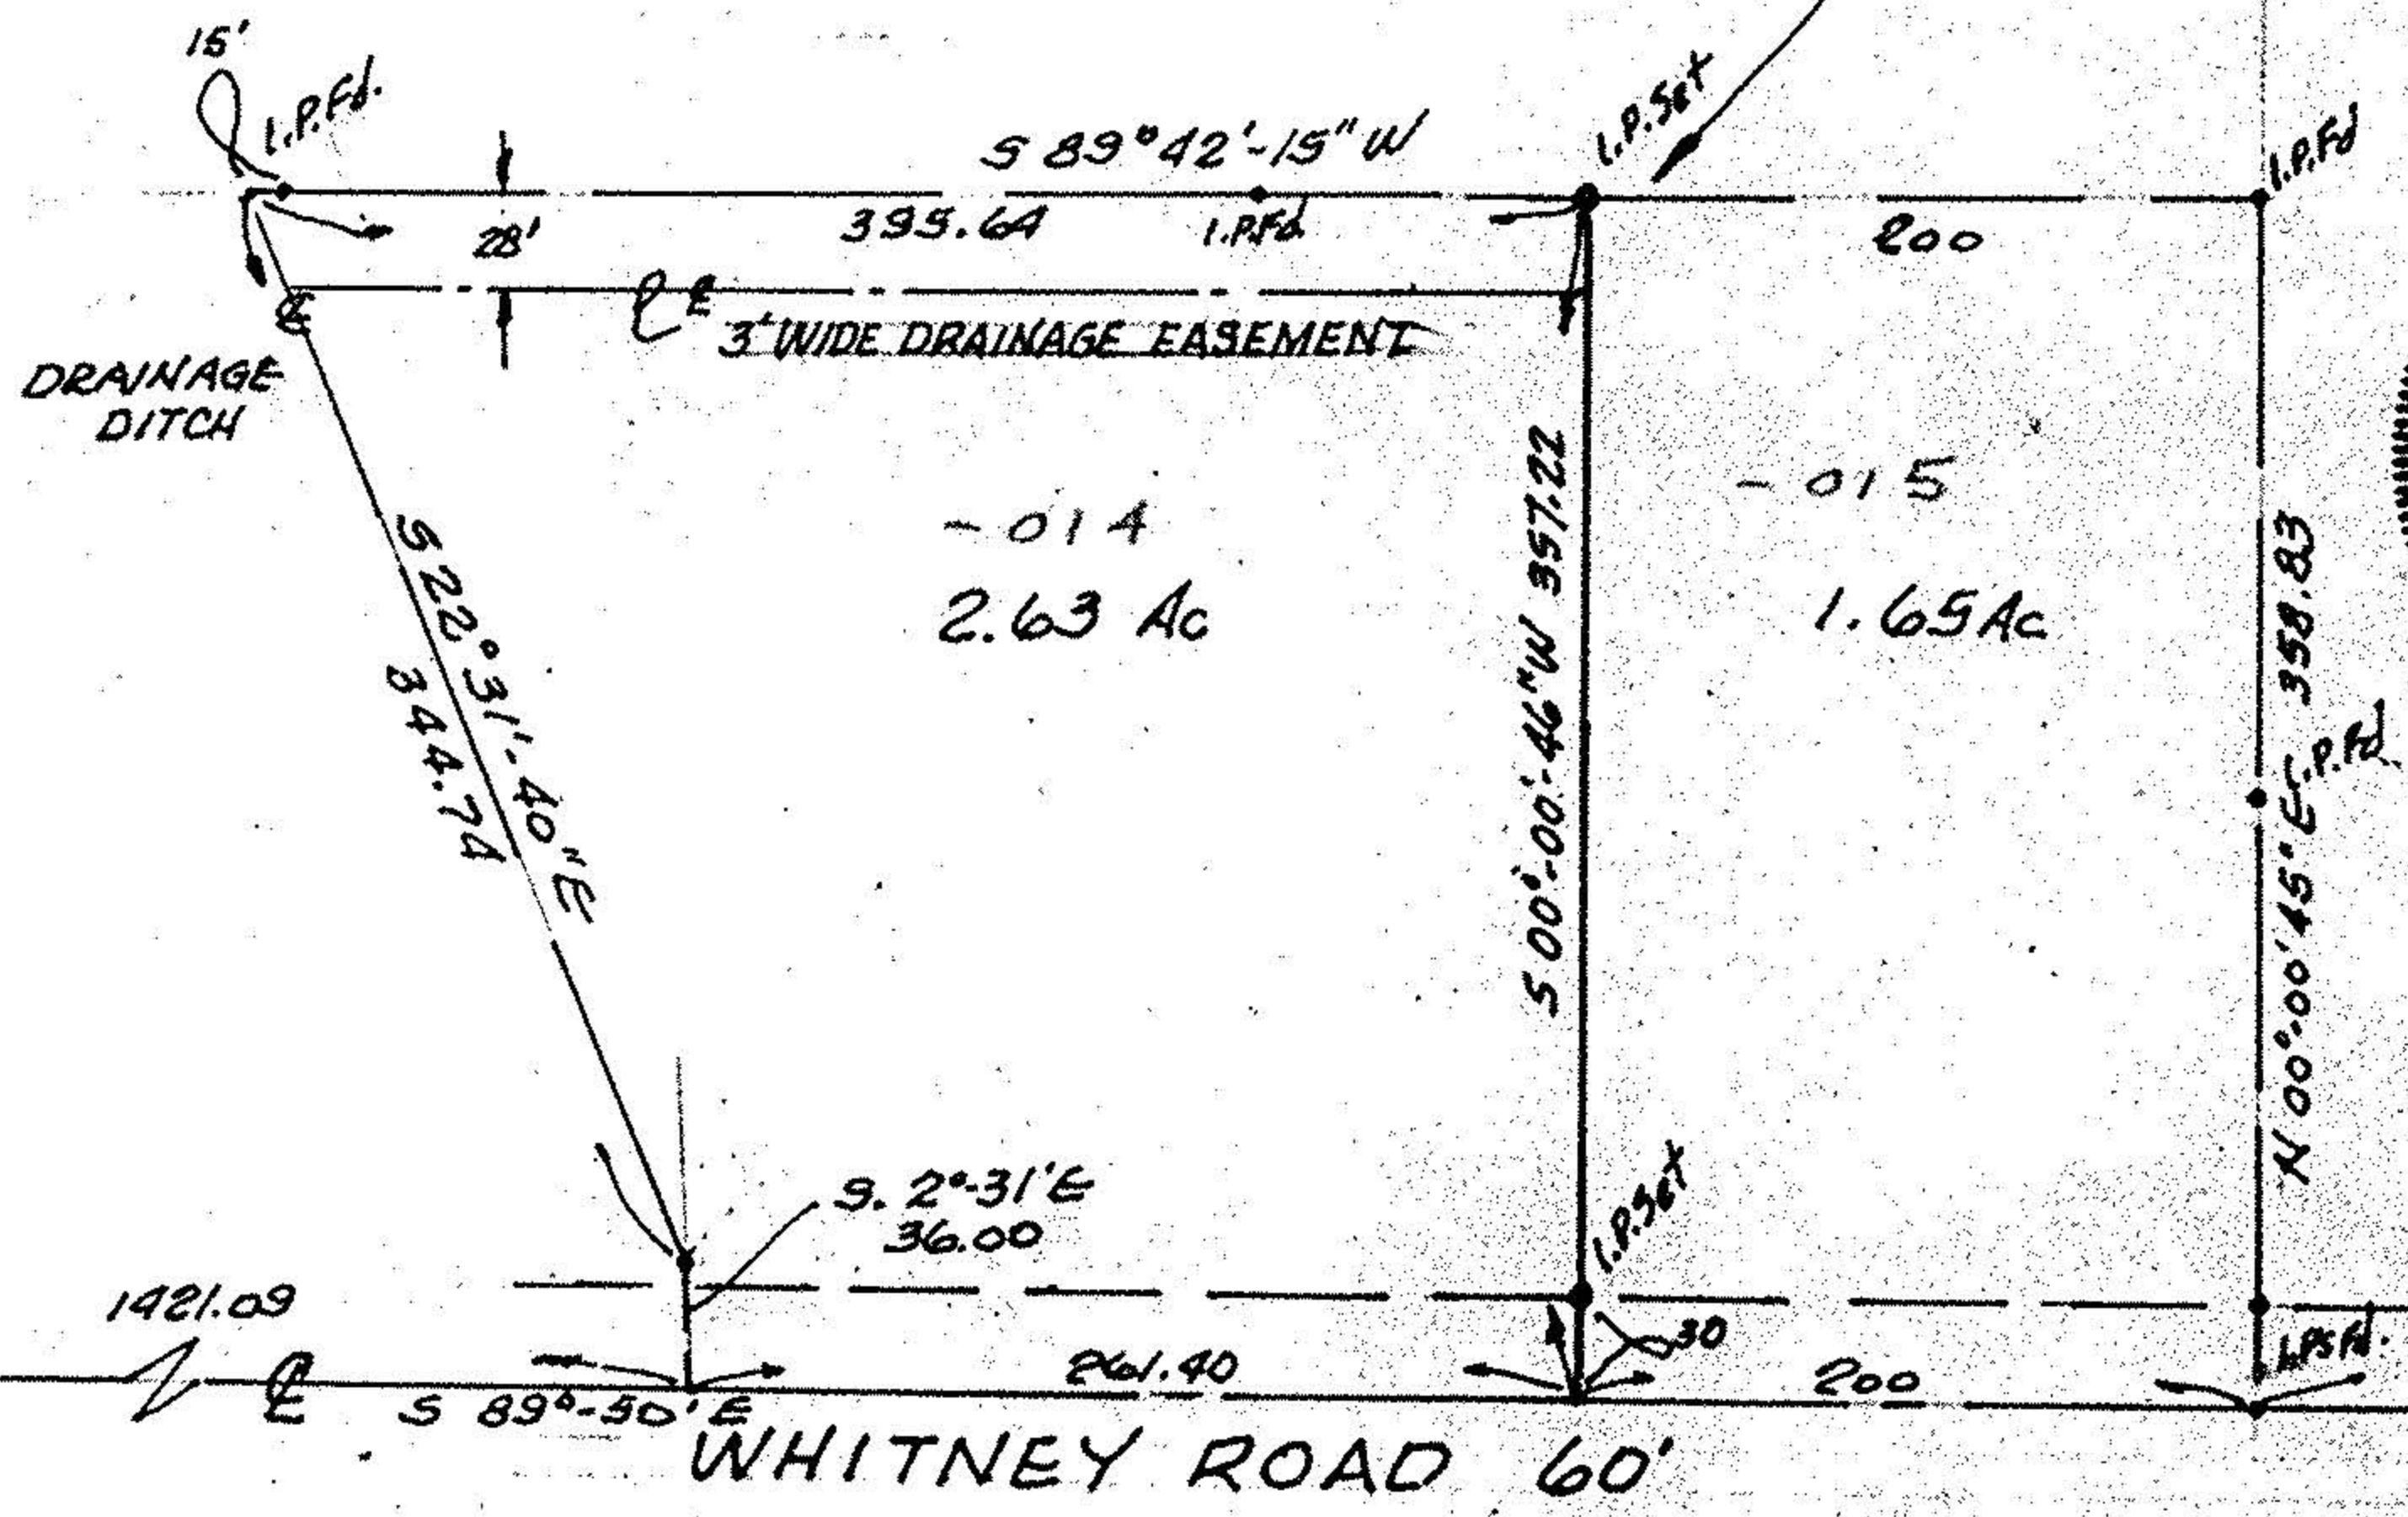 15'
I.P.Fd.
S 89°42'-15" W
I.P.Set
I.P.Fd
28'
399.64
I.P.Fd.
200
3' WIDE DRAINAGE EASEMENT
DRAINAGE
DITCH
S 22°31'-40" E
344.74
-014
2.63 Ac
S 00°-00'-46" W 357.22
-015
1.65 Ac
N 00°-00'45" E 358.83
I.P.Fd.
S. 2°-31' E
36.00
I.P.Set
1421.09
℄
S 89°-50' E
261.40
30
200
WHITNEY ROAD 60'